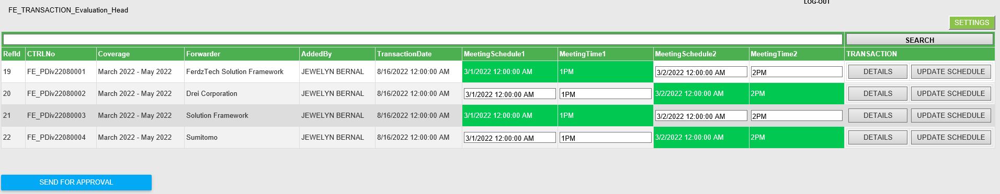 LOG-OUT
FE_TRANSACTION_Evaluation_Head
SETTINGS
SEARCH
RefId CTRLNo Coverage Forwarder AddedBy TransactionDate MeetingSchedule1 MeetingTime1 MeetingSchedule2 MeetingTime2 TRANSACTION
19 FE_PDiv22080001 March 2022 - May 2022 FerdzTech Solution Framework JEWELYN BERNAL 8/16/2022 12:00:00 AM 3/1/2022 12:00:00 AM 1PM 3/2/2022 12:00:00 AM 2PM DETAILS UPDATE SCHEDULE
20 FE_PDiv22080002 March 2022 - May 2022 Drei Corporation JEWELYN BERNAL 8/16/2022 12:00:00 AM 3/1/2022 12:00:00 AM 1PM 3/2/2022 12:00:00 AM 2PM DETAILS UPDATE SCHEDULE
21 FE_PDiv22080003 March 2022 - May 2022 Solution Framework JEWELYN BERNAL 8/16/2022 12:00:00 AM 3/1/2022 12:00:00 AM 1PM 3/2/2022 12:00:00 AM 2PM DETAILS UPDATE SCHEDULE
22 FE_PDiv22080004 March 2022 - May 2022 Sumitomo JEWELYN BERNAL 8/16/2022 12:00:00 AM 3/1/2022 12:00:00 AM 1PM 3/2/2022 12:00:00 AM 2PM DETAILS UPDATE SCHEDULE
SEND FOR APPROVAL